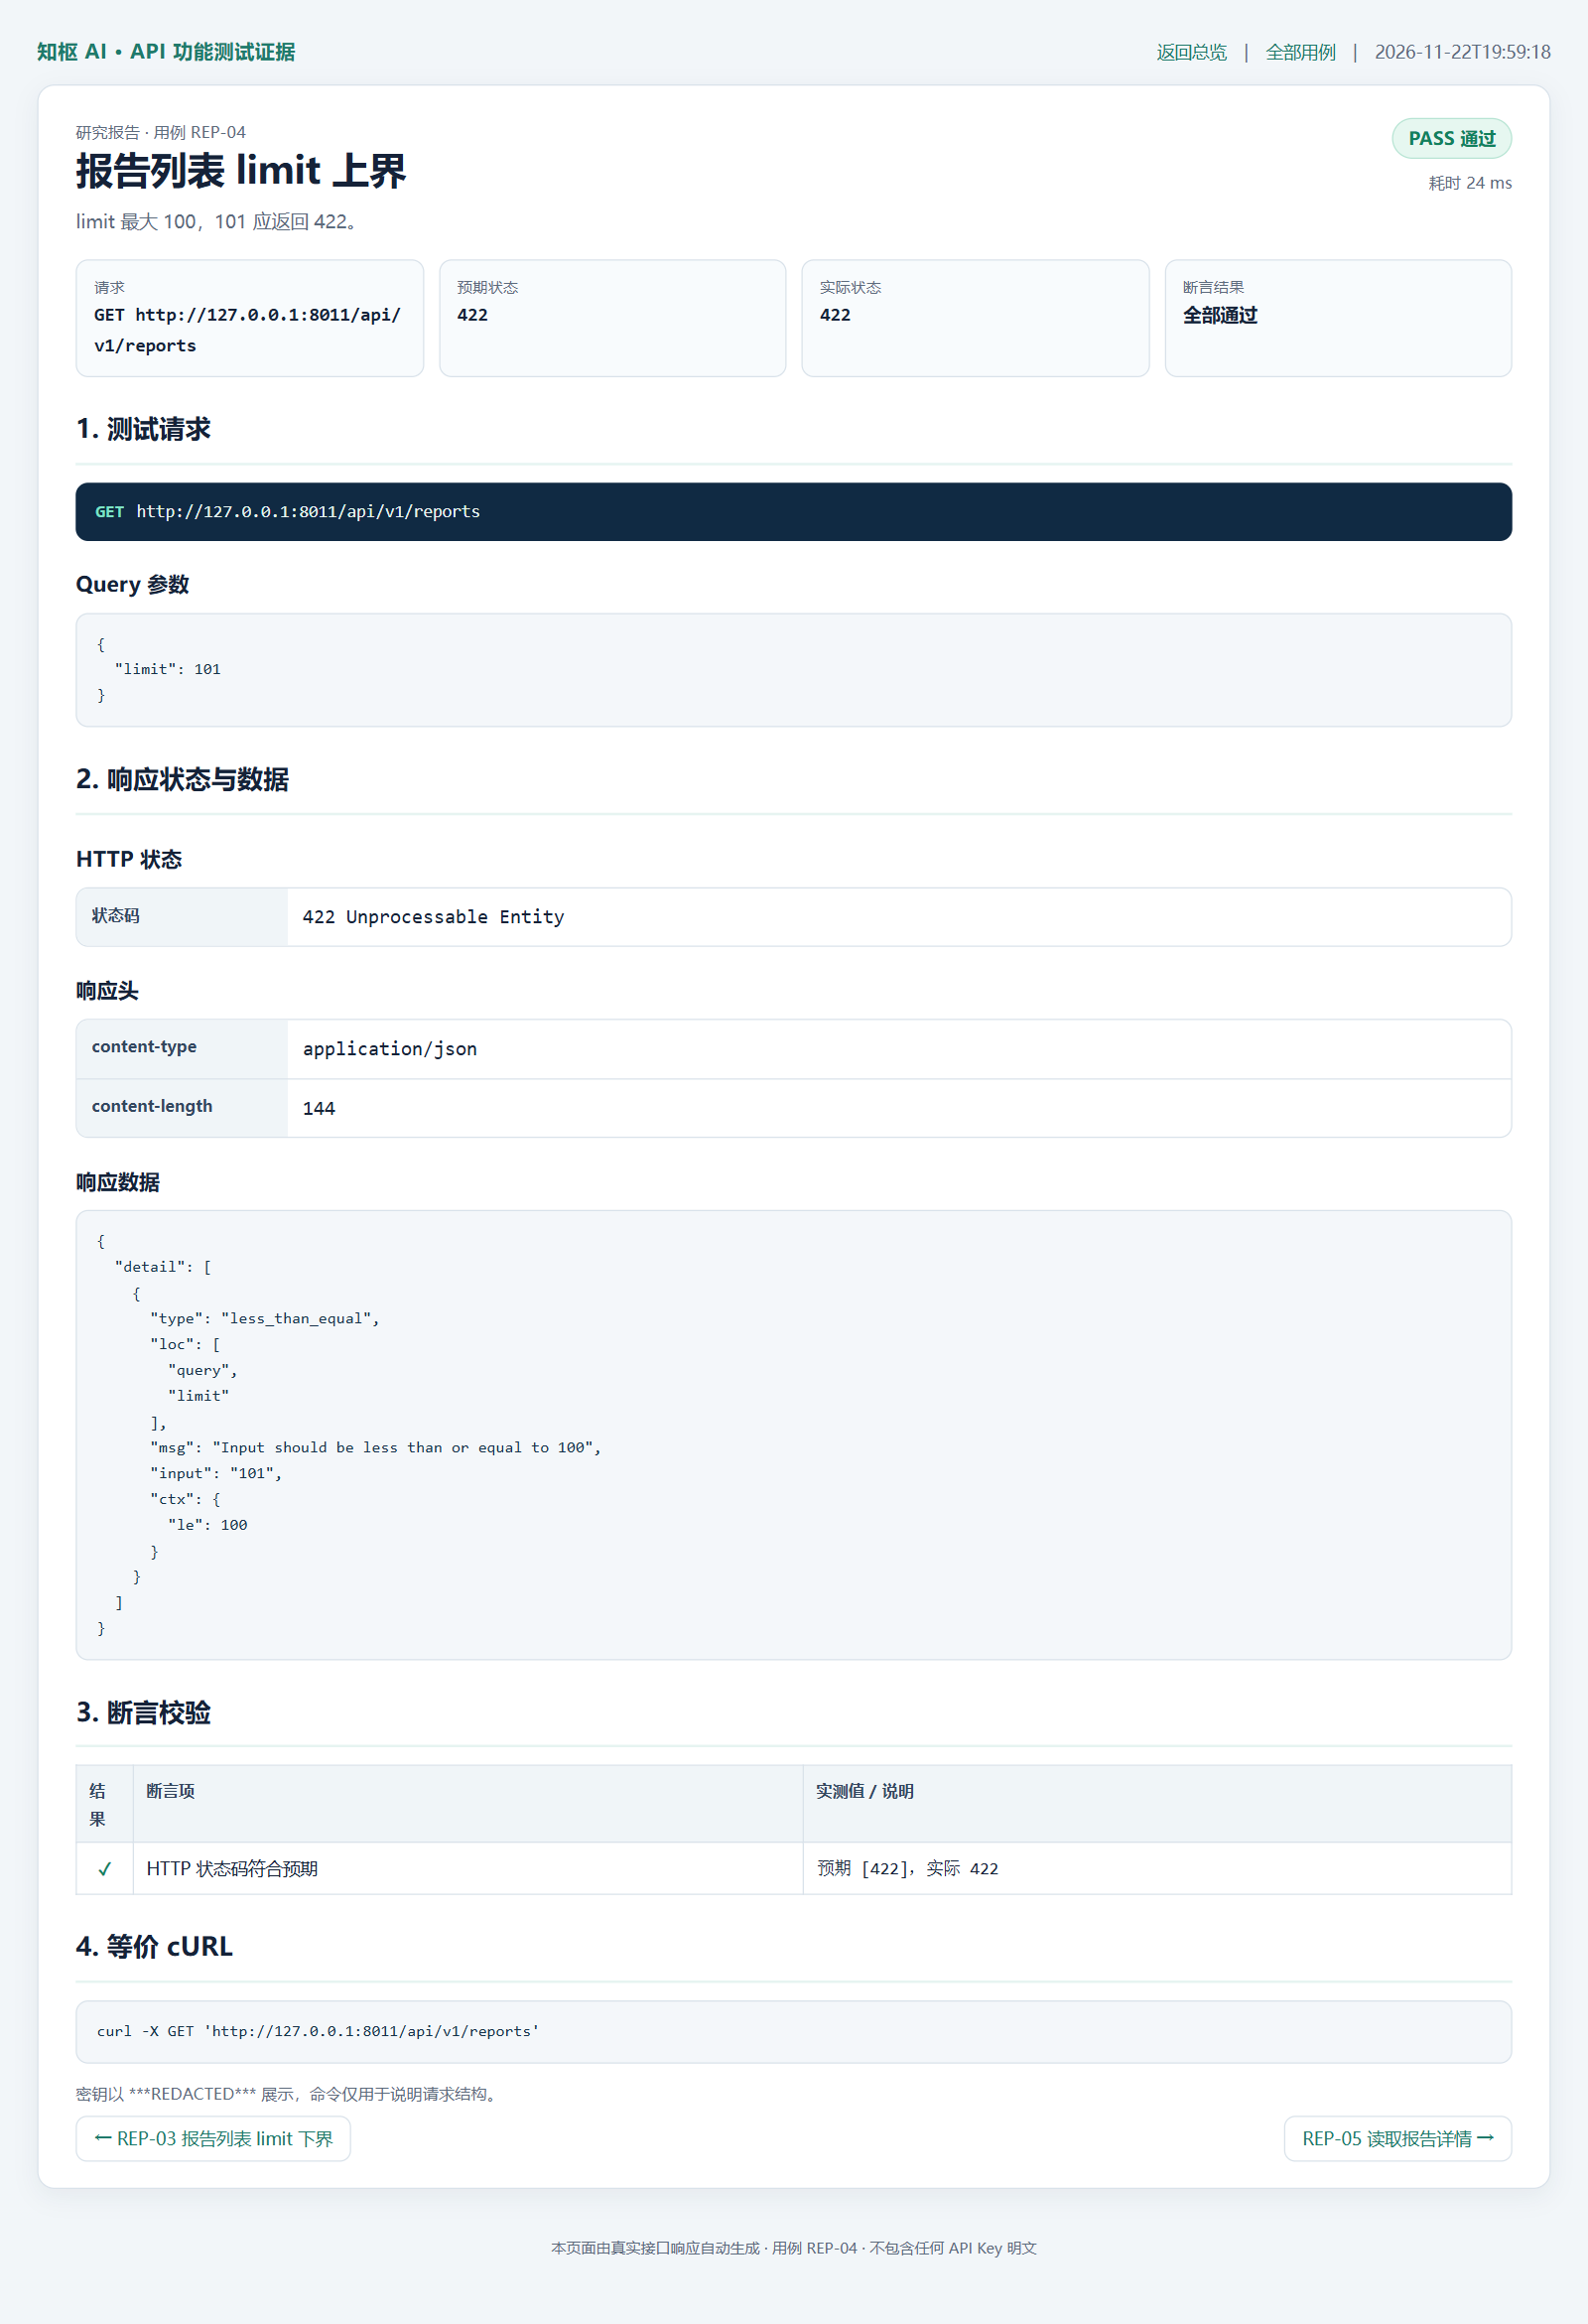 知枢 AI · API 功能测试证据
返回总览 | 全部用例 | 2026-11-22T19:59:18
研究报告 · 用例 REP-04
PASS 通过
报告列表 limit 上界
耗时 24 ms
limit 最大 100，101 应返回 422。
请求
GET http://127.0.0.1:8011/api/
v1/reports
预期状态
422
实际状态
422
断言结果
全部通过
1. 测试请求
GET http://127.0.0.1:8011/api/v1/reports
Query 参数
{
  "limit": 101
}
2. 响应状态与数据
HTTP 状态
状态码 422 Unprocessable Entity
响应头
content-type application/json
content-length 144
响应数据
{
  "detail": [
    {
      "type": "less_than_equal",
      "loc": [
        "query",
        "limit"
      ],
      "msg": "Input should be less than or equal to 100",
      "input": "101",
      "ctx": {
        "le": 100
      }
    }
  ]
}
3. 断言校验
结果 断言项 实测值 / 说明
✓ HTTP 状态码符合预期 预期 [422]，实际 422
4. 等价 cURL
curl -X GET 'http://127.0.0.1:8011/api/v1/reports'
密钥以 ***REDACTED*** 展示，命令仅用于说明请求结构。
← REP-03 报告列表 limit 下界
REP-05 读取报告详情 →
本页面由真实接口响应自动生成 · 用例 REP-04 · 不包含任何 API Key 明文